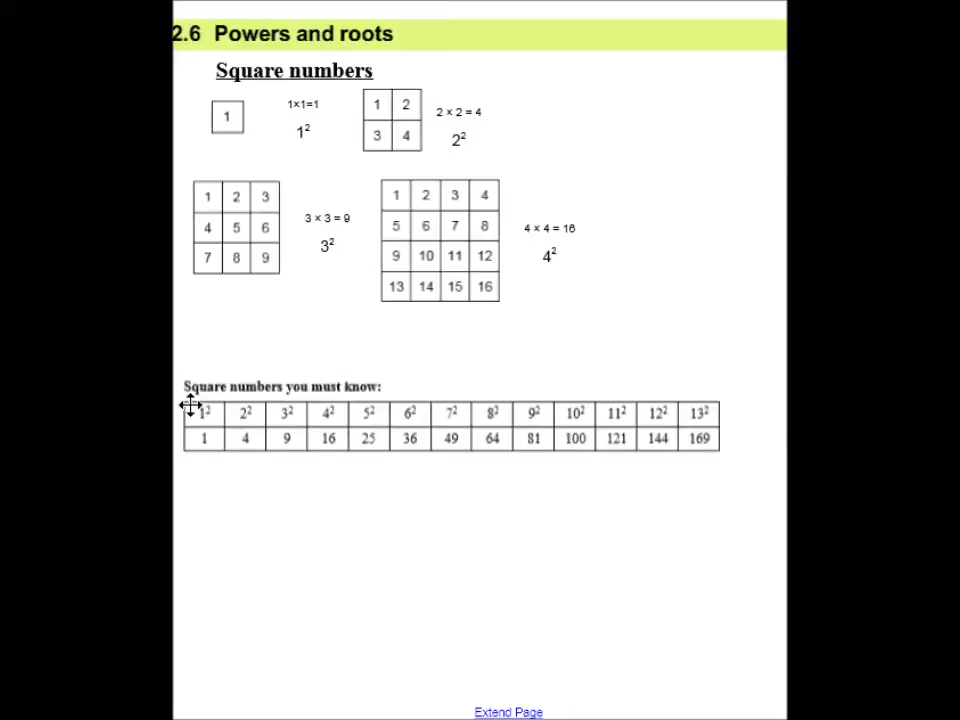 2.6 Powers and roots
Square numbers
1
1×1=1
1²
1 2
3 4
2 × 2 = 4
2²
1 2 3
4 5 6
7 8 9
3 × 3 = 9
3²
1 2 3 4
5 6 7 8
9 10 11 12
13 14 15 16
4 × 4 = 16
4²
Square numbers you must know:
1² 2² 3² 4² 5² 6² 7² 8² 9² 10² 11² 12² 13²
1 4 9 16 25 36 49 64 81 100 121 144 169
Extend Page